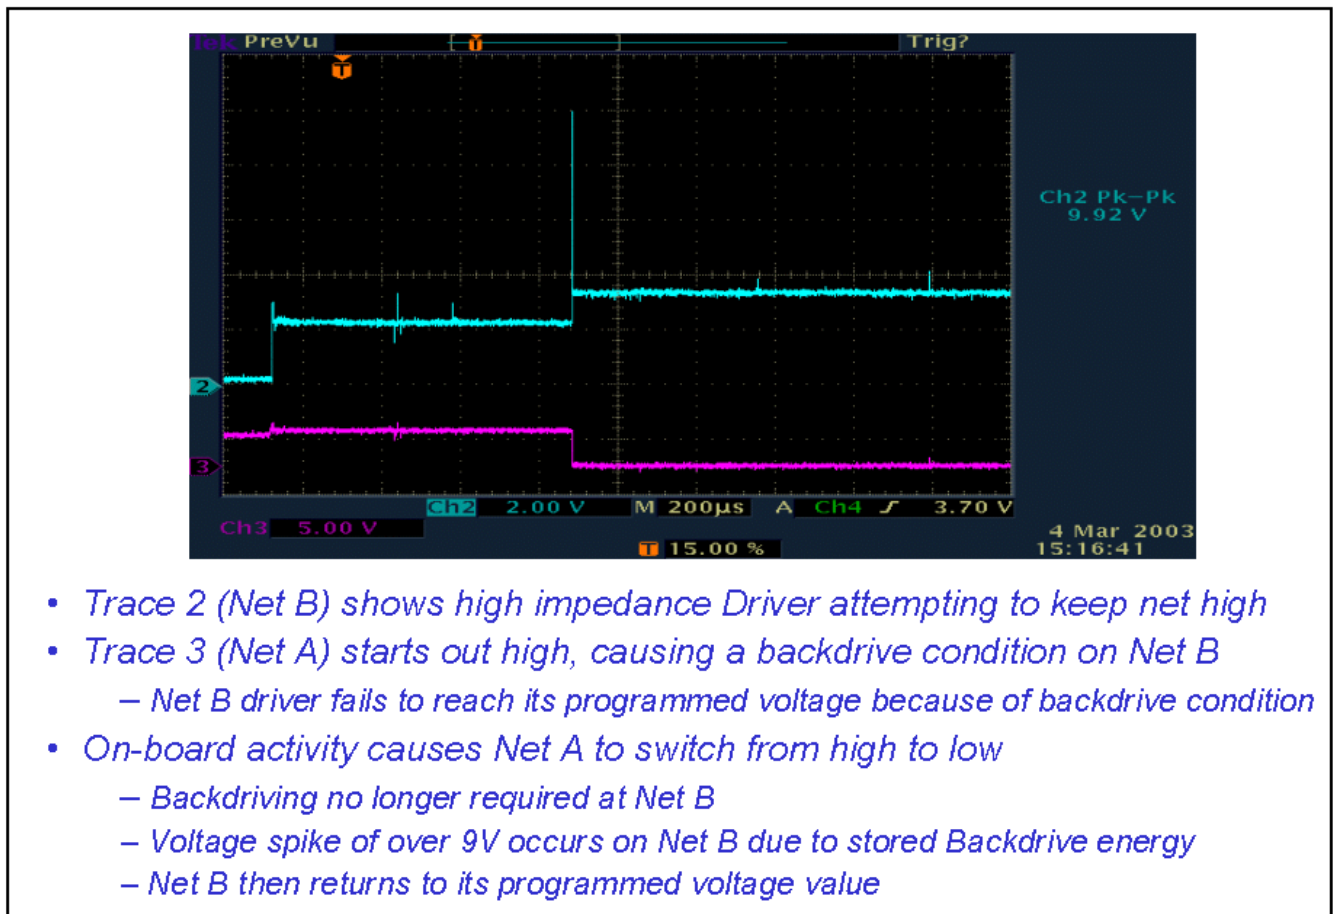 Tek PreVu
Trig?
T
T
Ch2 Pk-Pk
9.92 V
2
3
Ch2 2.00 V M 200µs A Ch4 3.70 V
Ch3 5.00 V
4 Mar 2003
T 15.00 %
15:16:41
• Trace 2 (Net B) shows high impedance Driver attempting to keep net high
• Trace 3 (Net A) starts out high, causing a backdrive condition on Net B
– Net B driver fails to reach its programmed voltage because of backdrive condition
• On-board activity causes Net A to switch from high to low
– Backdriving no longer required at Net B
– Voltage spike of over 9V occurs on Net B due to stored Backdrive energy
– Net B then returns to its programmed voltage value